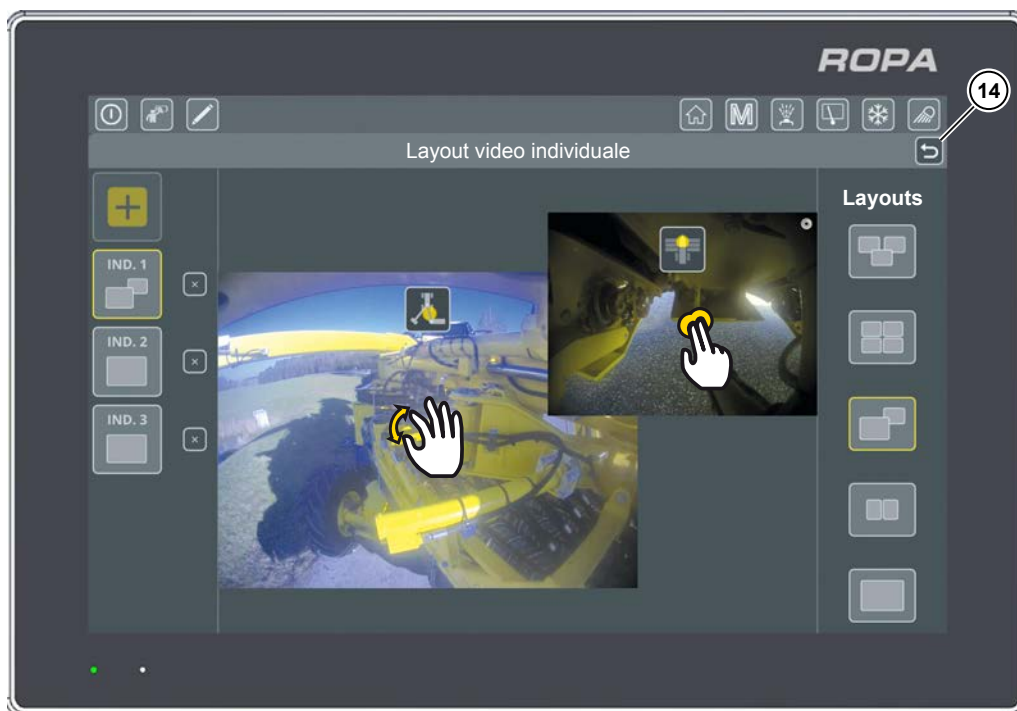 ROPA
14
M
Layout video individuale
Layouts
IND. 1
IND. 2
IND. 3